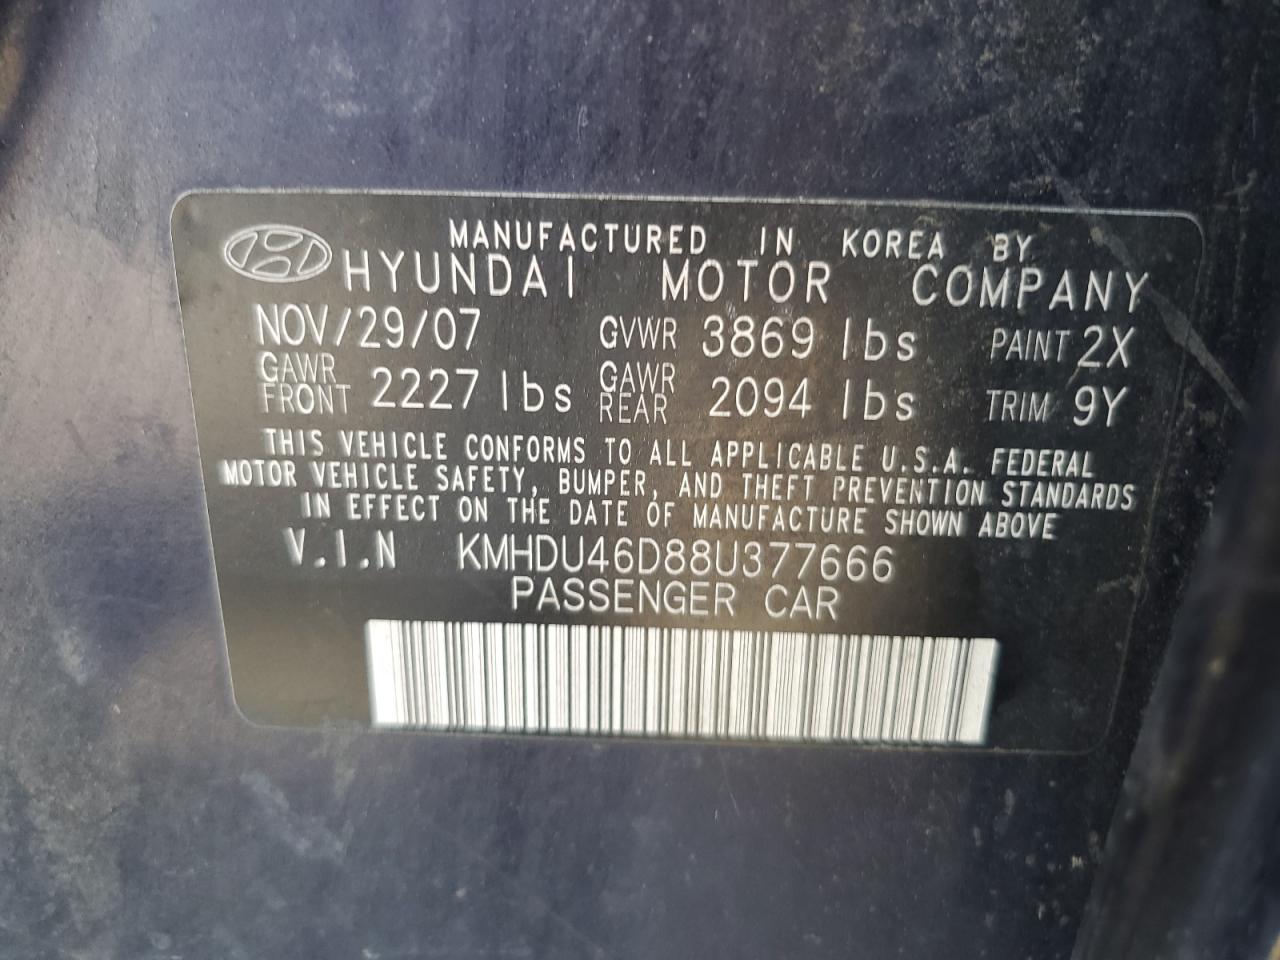 MANUFACTURED IN KOREA BY
HYUNDAI MOTOR COMPANY
NOV/29/07 GVWR 3869 lbs PAINT 2X
GAWR FRONT 2227 lbs GAWR REAR 2094 lbs TRIM 9Y
THIS VEHICLE CONFORMS TO ALL APPLICABLE U.S.A. FEDERAL
MOTOR VEHICLE SAFETY, BUMPER, AND THEFT PREVENTION STANDARDS
IN EFFECT ON THE DATE OF MANUFACTURE SHOWN ABOVE
V.I.N KMHDU46D88U377666
PASSENGER CAR